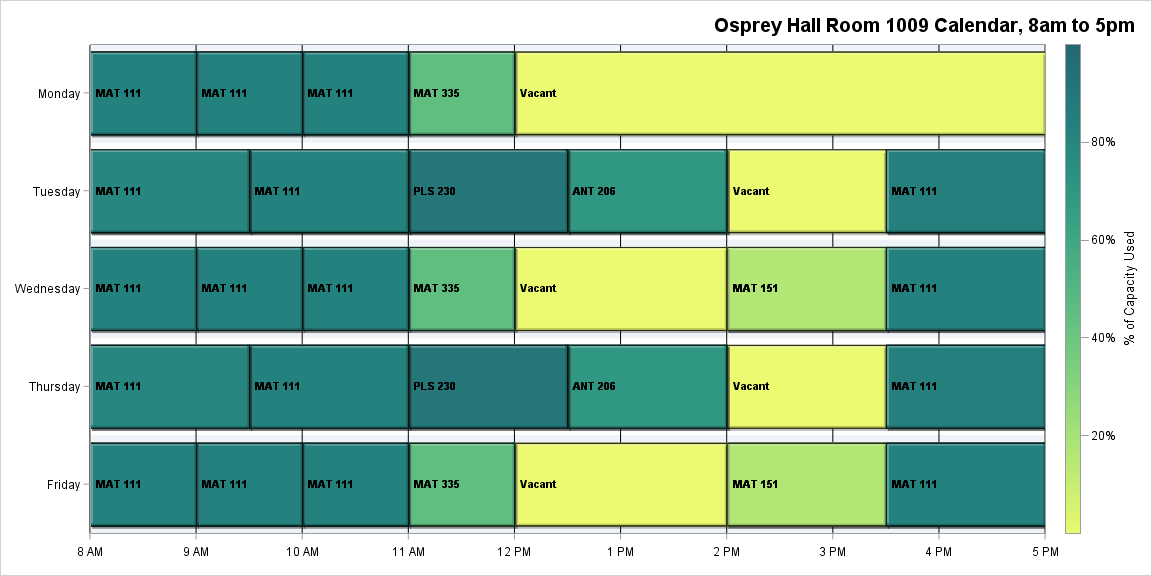 Osprey Hall Room 1009 Calendar, 8am to 5pm
Monday MAT 111 MAT 111 MAT 111 MAT 335 Vacant
Tuesday MAT 111 MAT 111 PLS 230 ANT 206 Vacant MAT 111
Wednesday MAT 111 MAT 111 MAT 111 MAT 335 Vacant MAT 151 MAT 111
Thursday MAT 111 MAT 111 PLS 230 ANT 206 Vacant MAT 111
Friday MAT 111 MAT 111 MAT 111 MAT 335 Vacant MAT 151 MAT 111
8 AM 9 AM 10 AM 11 AM 12 PM 1 PM 2 PM 3 PM 4 PM 5 PM
80%
60%
40%
20%
% of Capacity Used